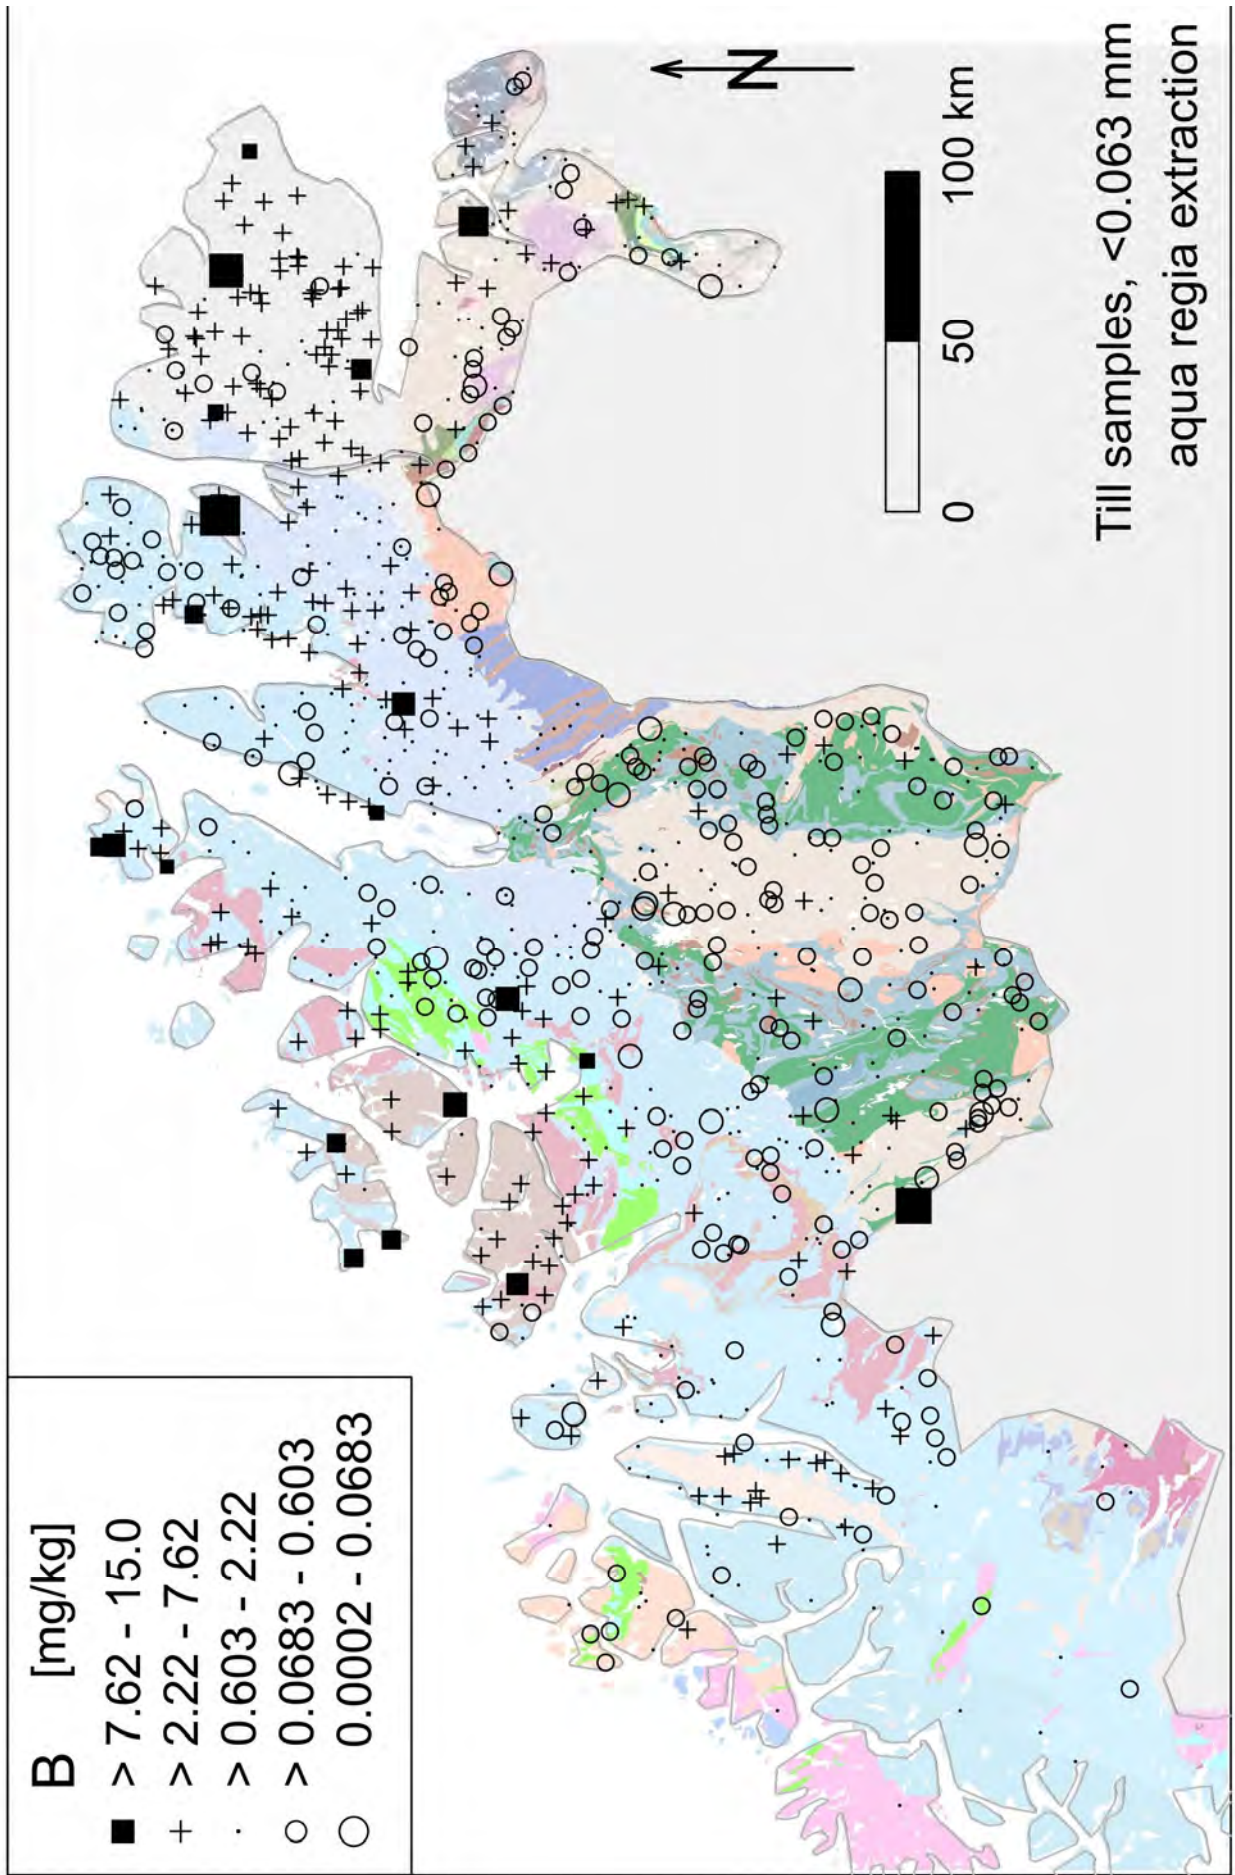 B [mg/kg]
> 7.62 - 15.0
> 2.22 - 7.62
> 0.603 - 2.22
> 0.0683 - 0.603
0.0002 - 0.0683
N
0 50 100 km
Till samples, <0.063 mm
aqua regia extraction